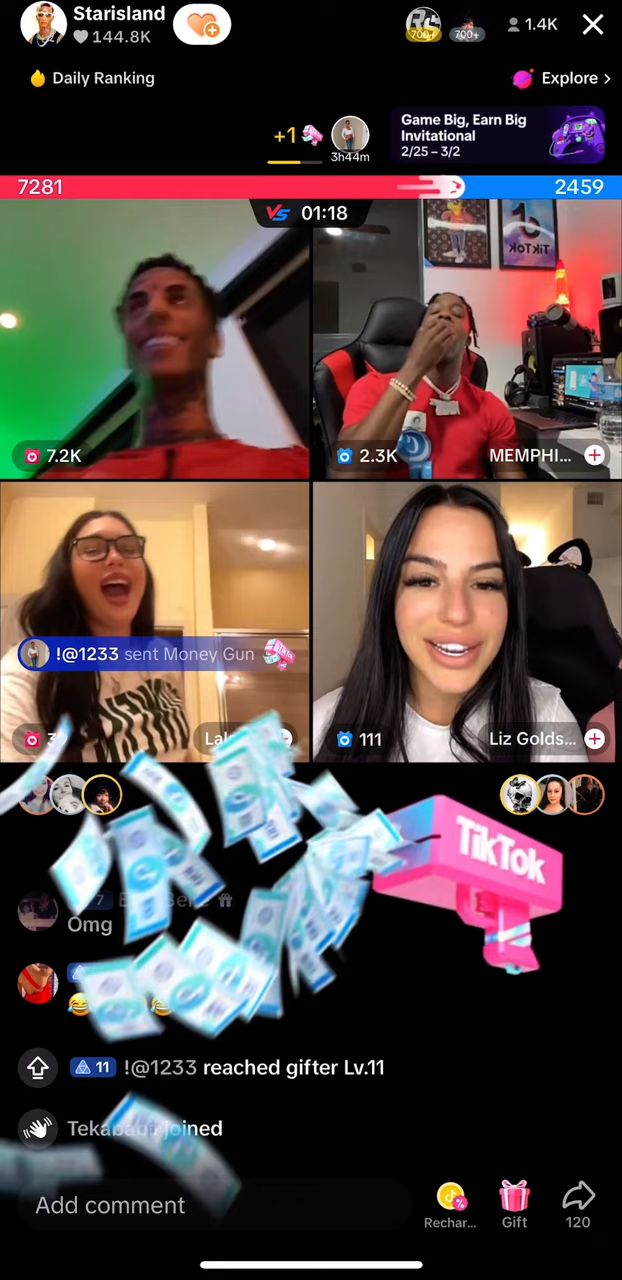 Starisland
144.8K
700+
700+
1.4K
Daily Ranking
Explore >
+1
3h44m
Game Big, Earn Big
Invitational
2/25 – 3/2
7281
2459
VS 01:18
TikTok
7.2K
2.3K
MEMPHI...
!@1233 sent Money Gun
111
Liz Golds...
TikTok
Omg
11 !@1233 reached gifter Lv.11
joined
Add comment
Rechar...
Gift
120